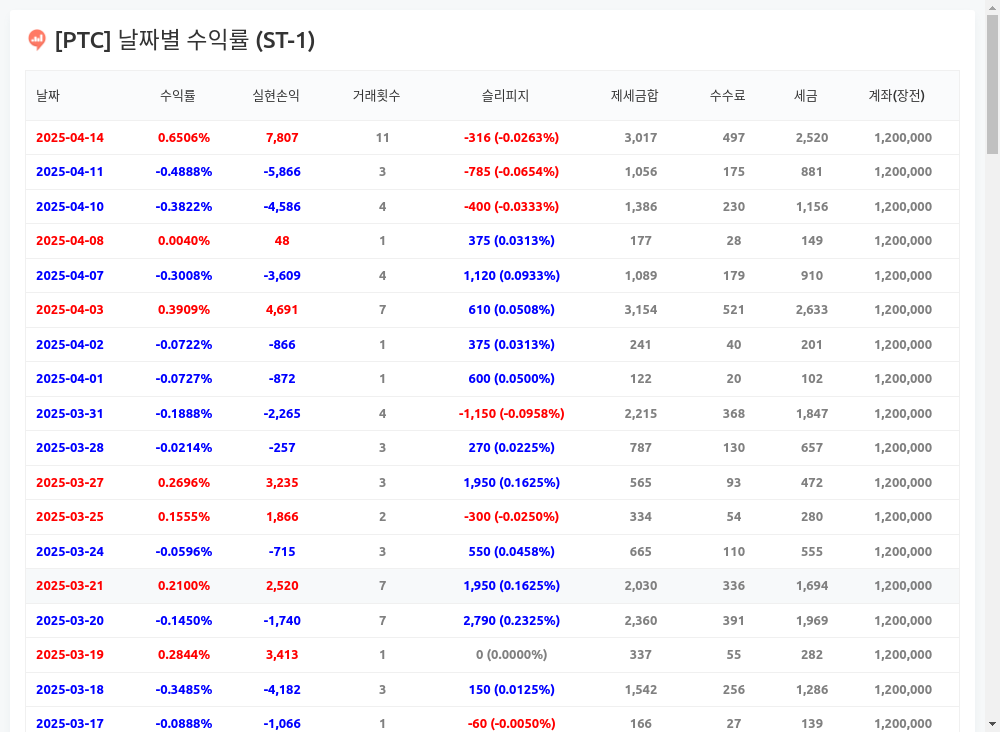 [PTC] 날짜별 수익률 (ST-1)
날짜 수익률 실현손익 거래횟수 슬리피지 제세금합 수수료 세금 계좌(장전)
2025-04-14 0.6506% 7,807 11 -316 (-0.0263%) 3,017 497 2,520 1,200,000
2025-04-11 -0.4888% -5,866 3 -785 (-0.0654%) 1,056 175 881 1,200,000
2025-04-10 -0.3822% -4,586 4 -400 (-0.0333%) 1,386 230 1,156 1,200,000
2025-04-08 0.0040% 48 1 375 (0.0313%) 177 28 149 1,200,000
2025-04-07 -0.3008% -3,609 4 1,120 (0.0933%) 1,089 179 910 1,200,000
2025-04-03 0.3909% 4,691 7 610 (0.0508%) 3,154 521 2,633 1,200,000
2025-04-02 -0.0722% -866 1 375 (0.0313%) 241 40 201 1,200,000
2025-04-01 -0.0727% -872 1 600 (0.0500%) 122 20 102 1,200,000
2025-03-31 -0.1888% -2,265 4 -1,150 (-0.0958%) 2,215 368 1,847 1,200,000
2025-03-28 -0.0214% -257 3 270 (0.0225%) 787 130 657 1,200,000
2025-03-27 0.2696% 3,235 3 1,950 (0.1625%) 565 93 472 1,200,000
2025-03-25 0.1555% 1,866 2 -300 (-0.0250%) 334 54 280 1,200,000
2025-03-24 -0.0596% -715 3 550 (0.0458%) 665 110 555 1,200,000
2025-03-21 0.2100% 2,520 7 1,950 (0.1625%) 2,030 336 1,694 1,200,000
2025-03-20 -0.1450% -1,740 7 2,790 (0.2325%) 2,360 391 1,969 1,200,000
2025-03-19 0.2844% 3,413 1 0 (0.0000%) 337 55 282 1,200,000
2025-03-18 -0.3485% -4,182 3 150 (0.0125%) 1,542 256 1,286 1,200,000
2025-03-17 -0.0888% -1,066 1 -60 (-0.0050%) 166 27 139 1,200,000